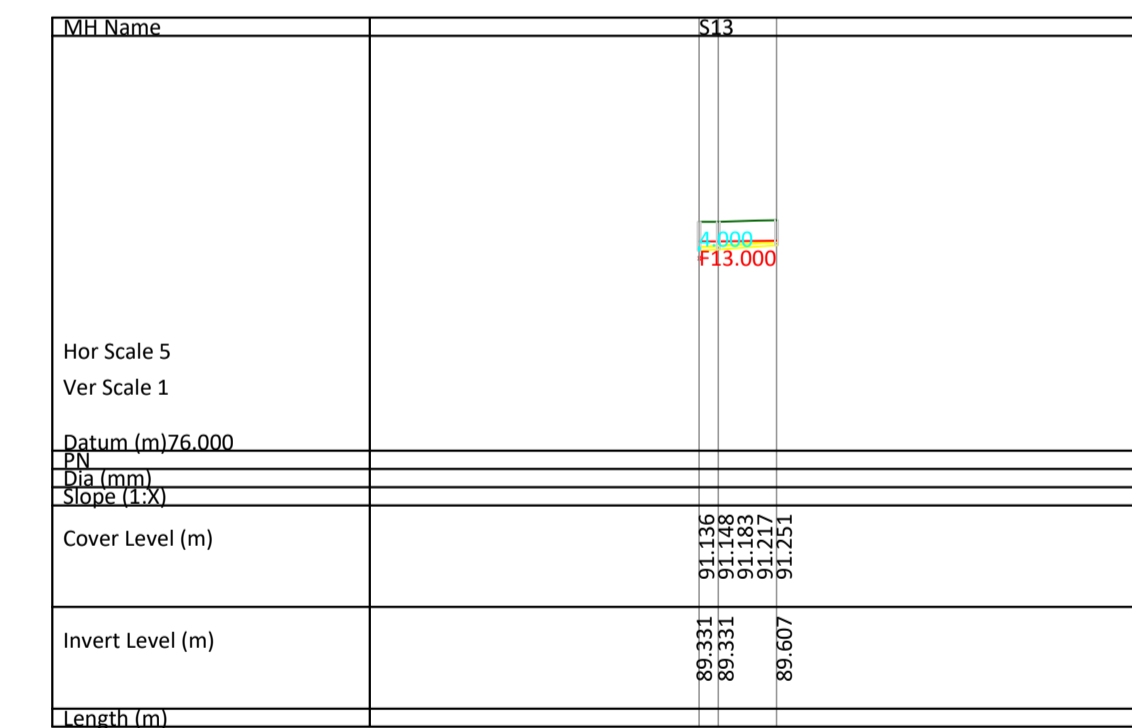 MH Name
S13
4.000
F13.000
Hor Scale 5
Ver Scale 1
Datum (m)76.000
PN
Dia (mm)
Slope (1:X)
Cover Level (m)
91.136
91.148
91.183
91.217
91.251
Invert Level (m)
89.331
89.331
89.607
Length (m)